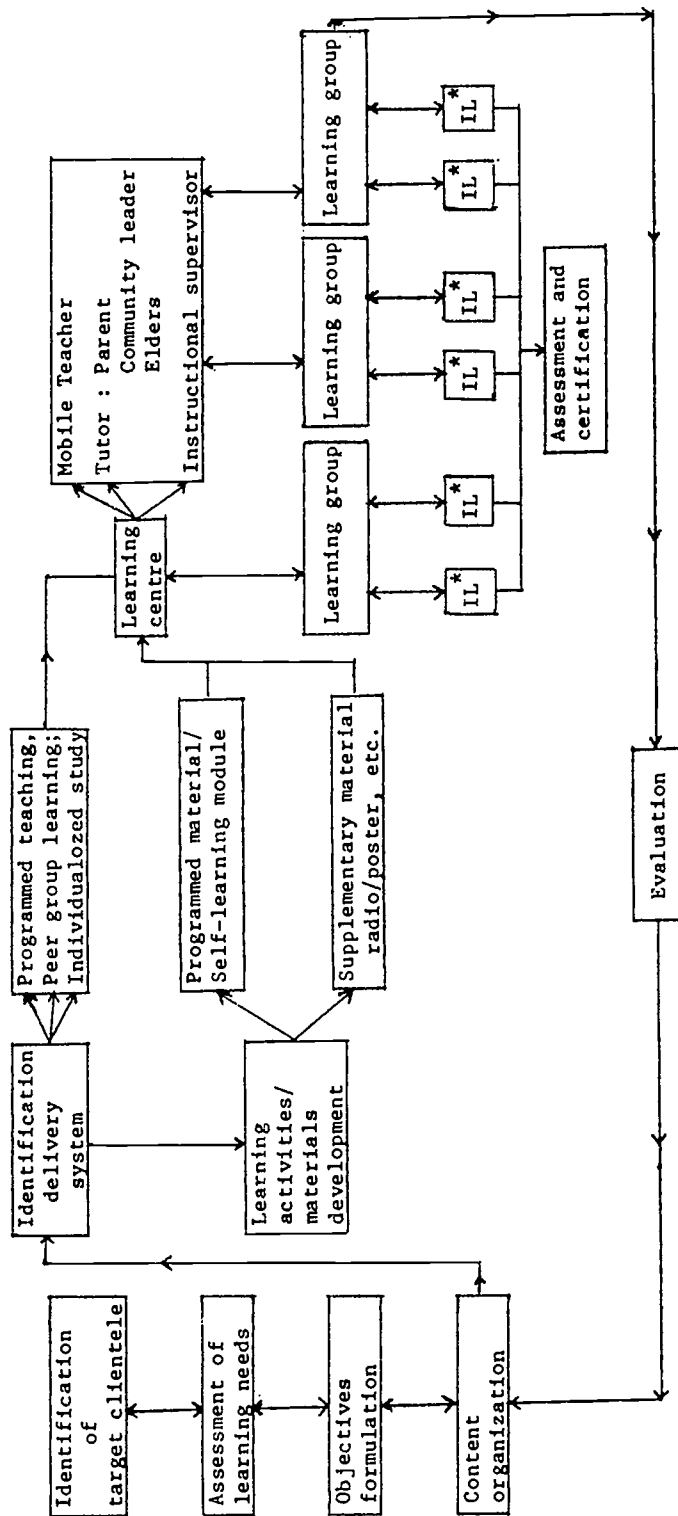 Identification
of
target clientele
Assessment of
learning needs
Objectives
formulation
Content
organization
Identification
delivery
system
Learning
activities/
materials
development
Programmed teaching,
Peer group learning;
Individualozed study
Programmed material/
Self-learning module
Supplementary material
radio/poster, etc.
Learning
centre
Mobile Teacher
Tutor : Parent
Community leader
Elders
Instructional supervisor
Learning group
Learning group
Learning group
IL*
IL*
IL*
IL*
IL*
IL*
Assessment and
certification
Evaluation